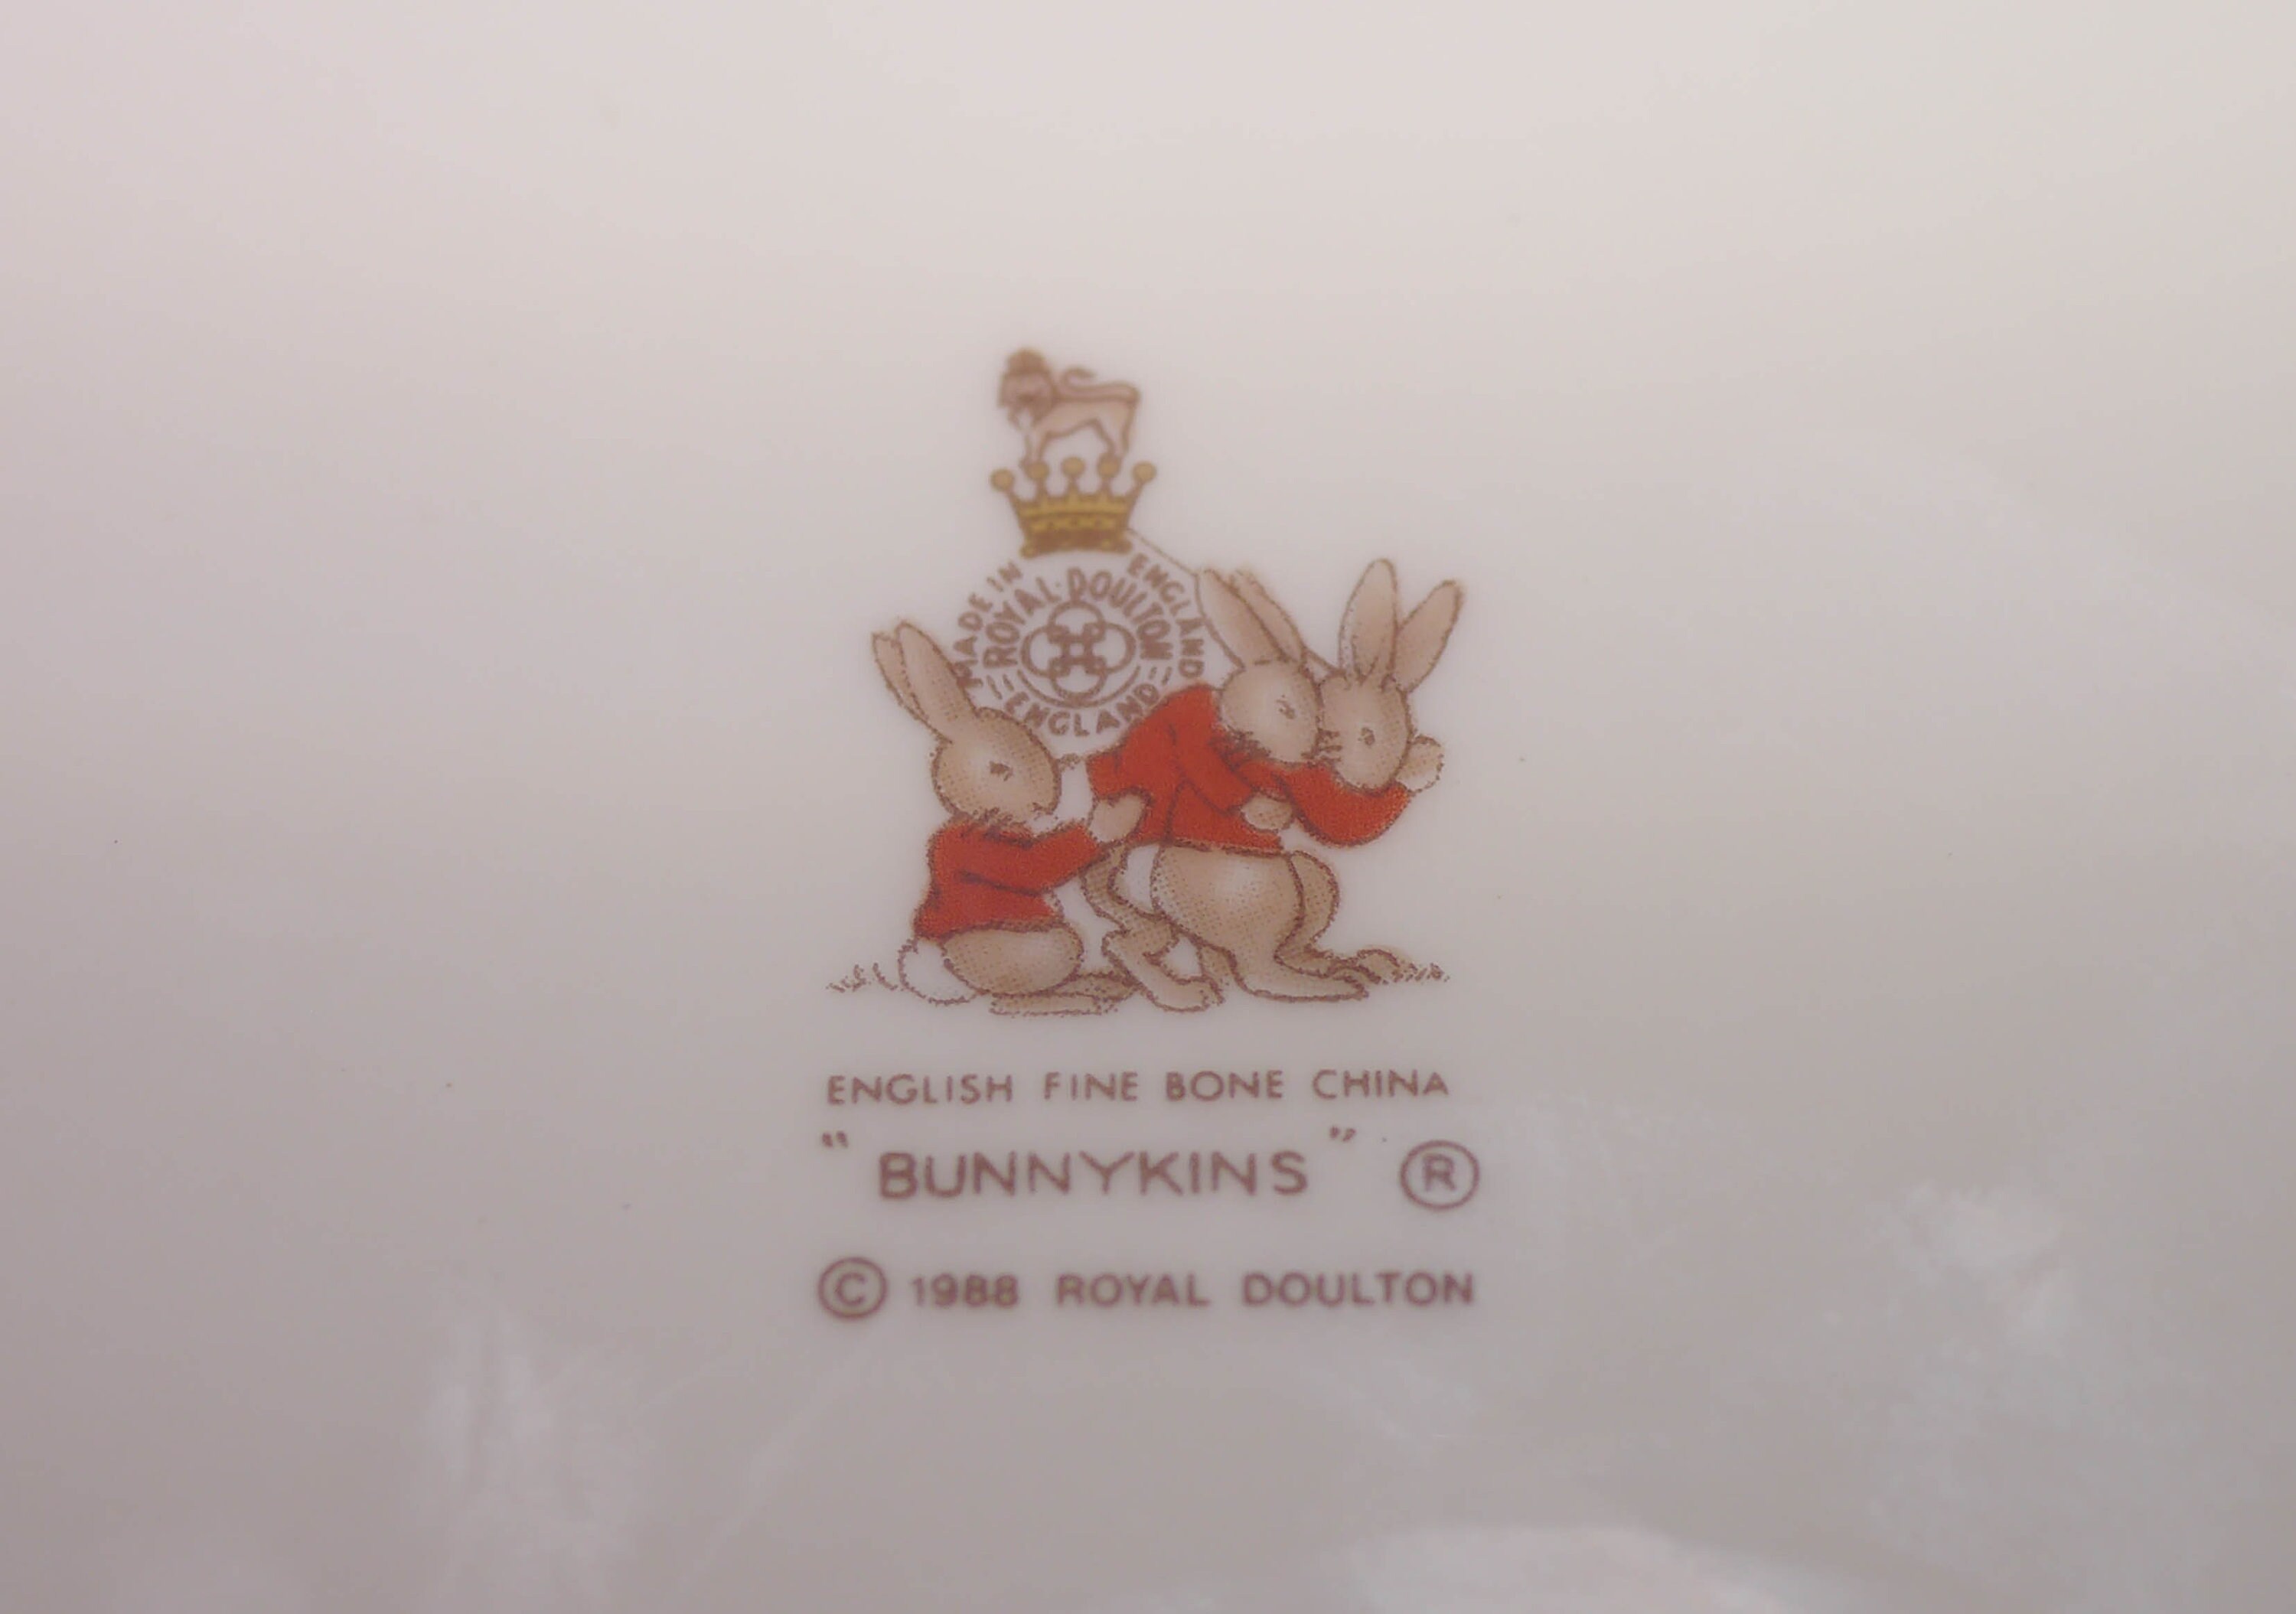 MADE IN ENGLAND
ROYAL·DOULTON
ENGLAND
ENGLISH FINE BONE CHINA
"BUNNYKINS" ®
© 1988 ROYAL DOULTON